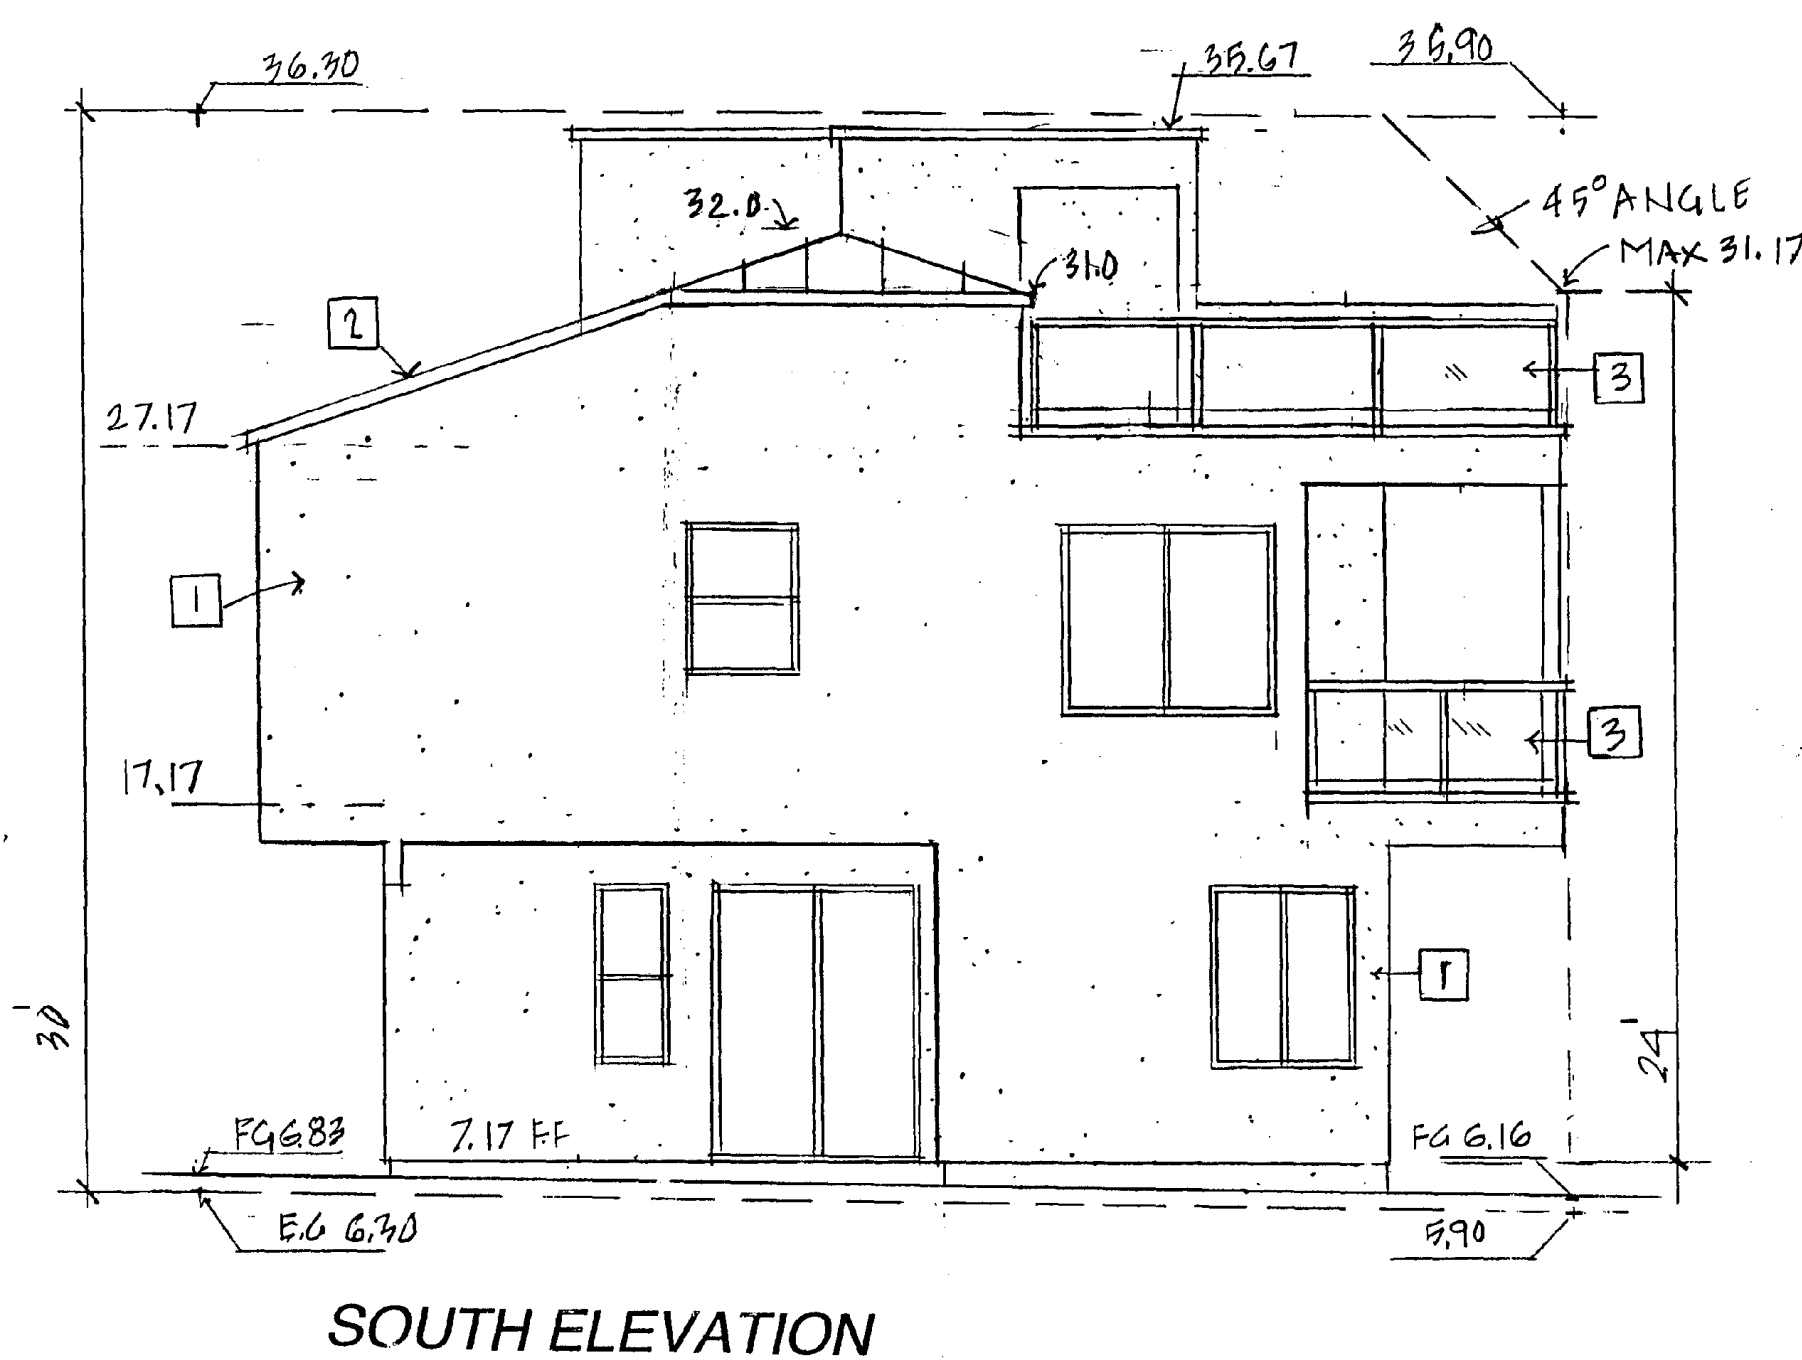 36.30
35.67
35.90
45° ANGLE
MAX 31.17
32.0
31.0
2
3
27.17
1
3
17.17
1
30'
24'
FG 6.83
7.17 F.F
FG 6.16
E.G 6.30
5.90
SOUTH ELEVATION